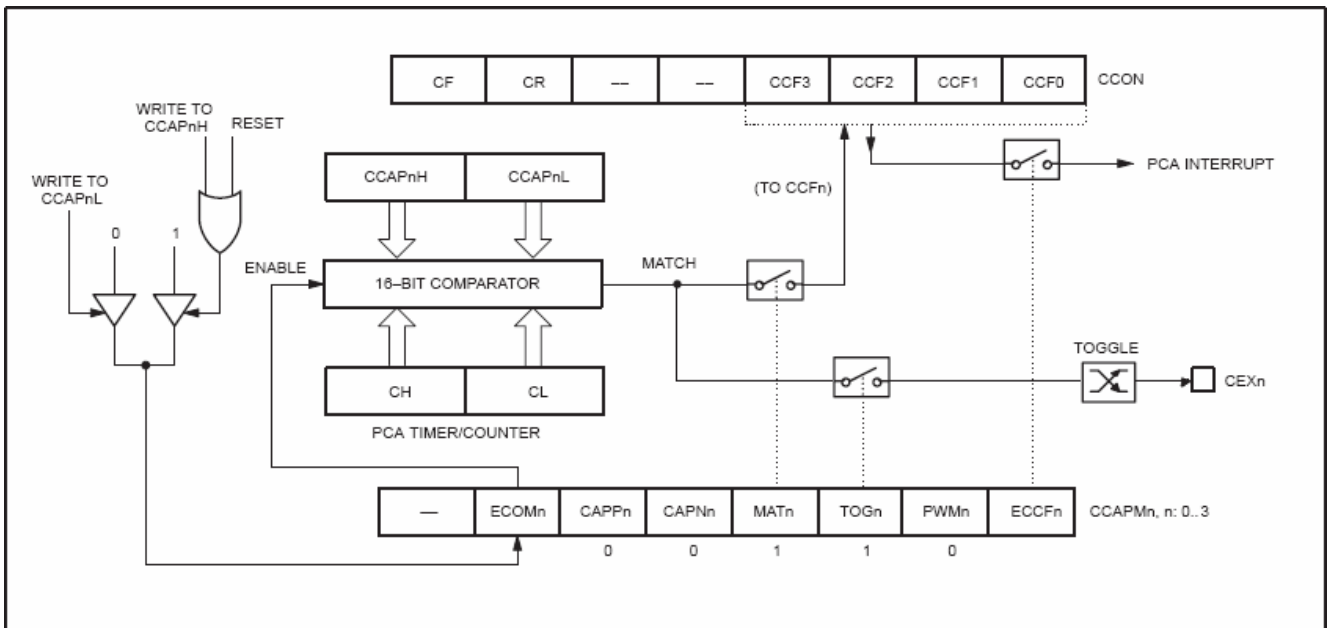 CF CR — — CCF3 CCF2 CCF1 CCF0 CCON
WRITE TO
CCAPnH
RESET
WRITE TO
CCAPnL
0 1
CCAPnH CCAPnL
(TO CCFn)
PCA INTERRUPT
ENABLE
16–BIT COMPARATOR
MATCH
CH CL
PCA TIMER/COUNTER
TOGGLE
CEXn
— ECOMn CAPPn CAPNn MATn TOGn PWMn ECCFn CCAPMn, n: 0..3
0 0 1 1 0